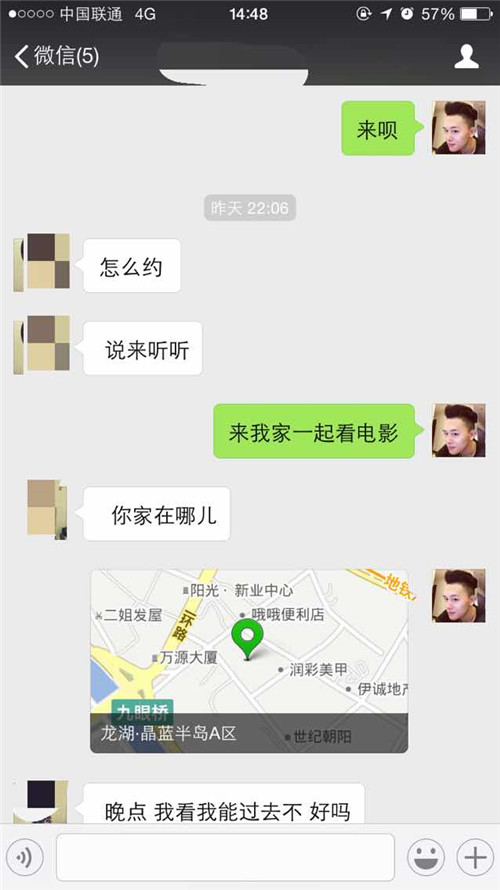 中国联通 4G 14:48 57%
微信(5)
来呗
昨天 22:06
怎么约
说来听听
来我家一起看电影
你家在哪儿
阳光·新业中心
地铁
二姐发屋
哦哦便利店
二环路
万源大厦
润彩美甲
伊诚地产
九眼桥
龙湖·晶蓝半岛A区
世纪朝阳
晚点 我看我能过去不 好吗